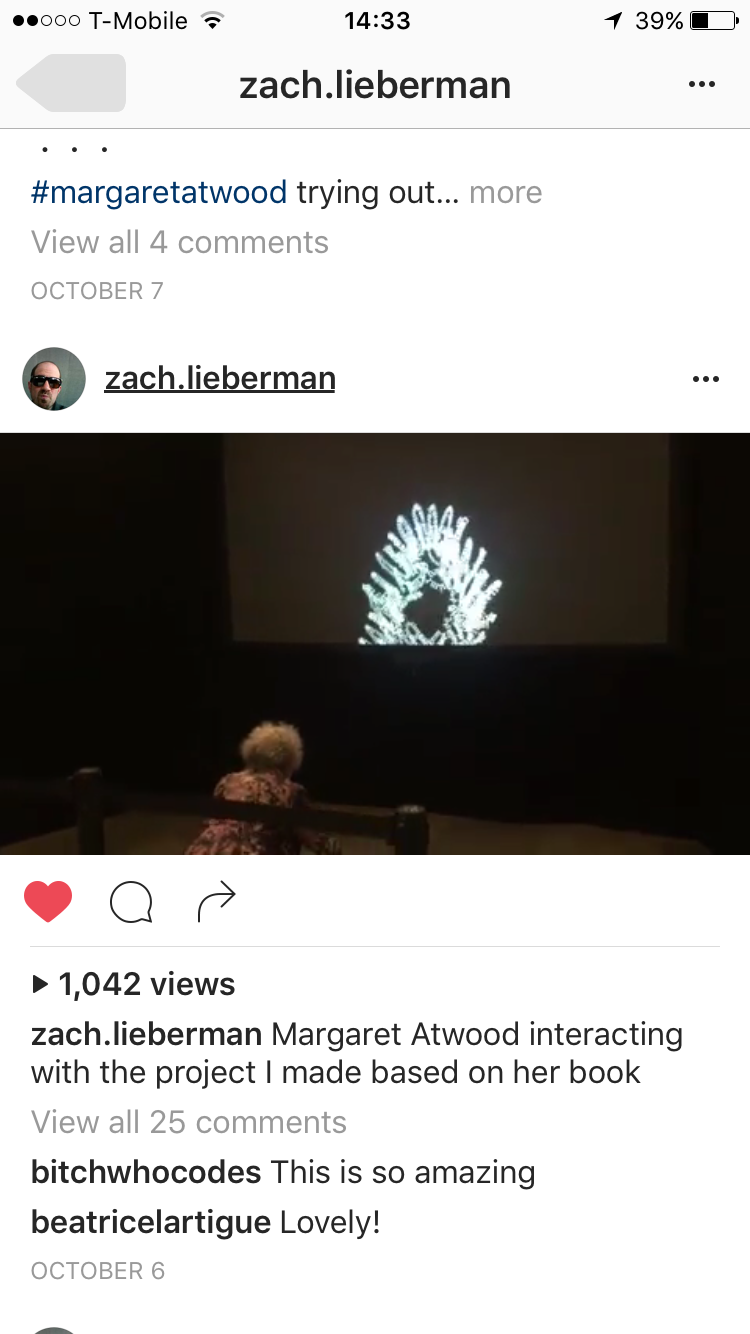 T-Mobile 14:33 39%
zach.lieberman
#margaretatwood trying out... more
View all 4 comments
OCTOBER 7
zach.lieberman
1,042 views
zach.lieberman Margaret Atwood interacting
with the project I made based on her book
View all 25 comments
bitchwhocodes This is so amazing
beatricelartigue Lovely!
OCTOBER 6